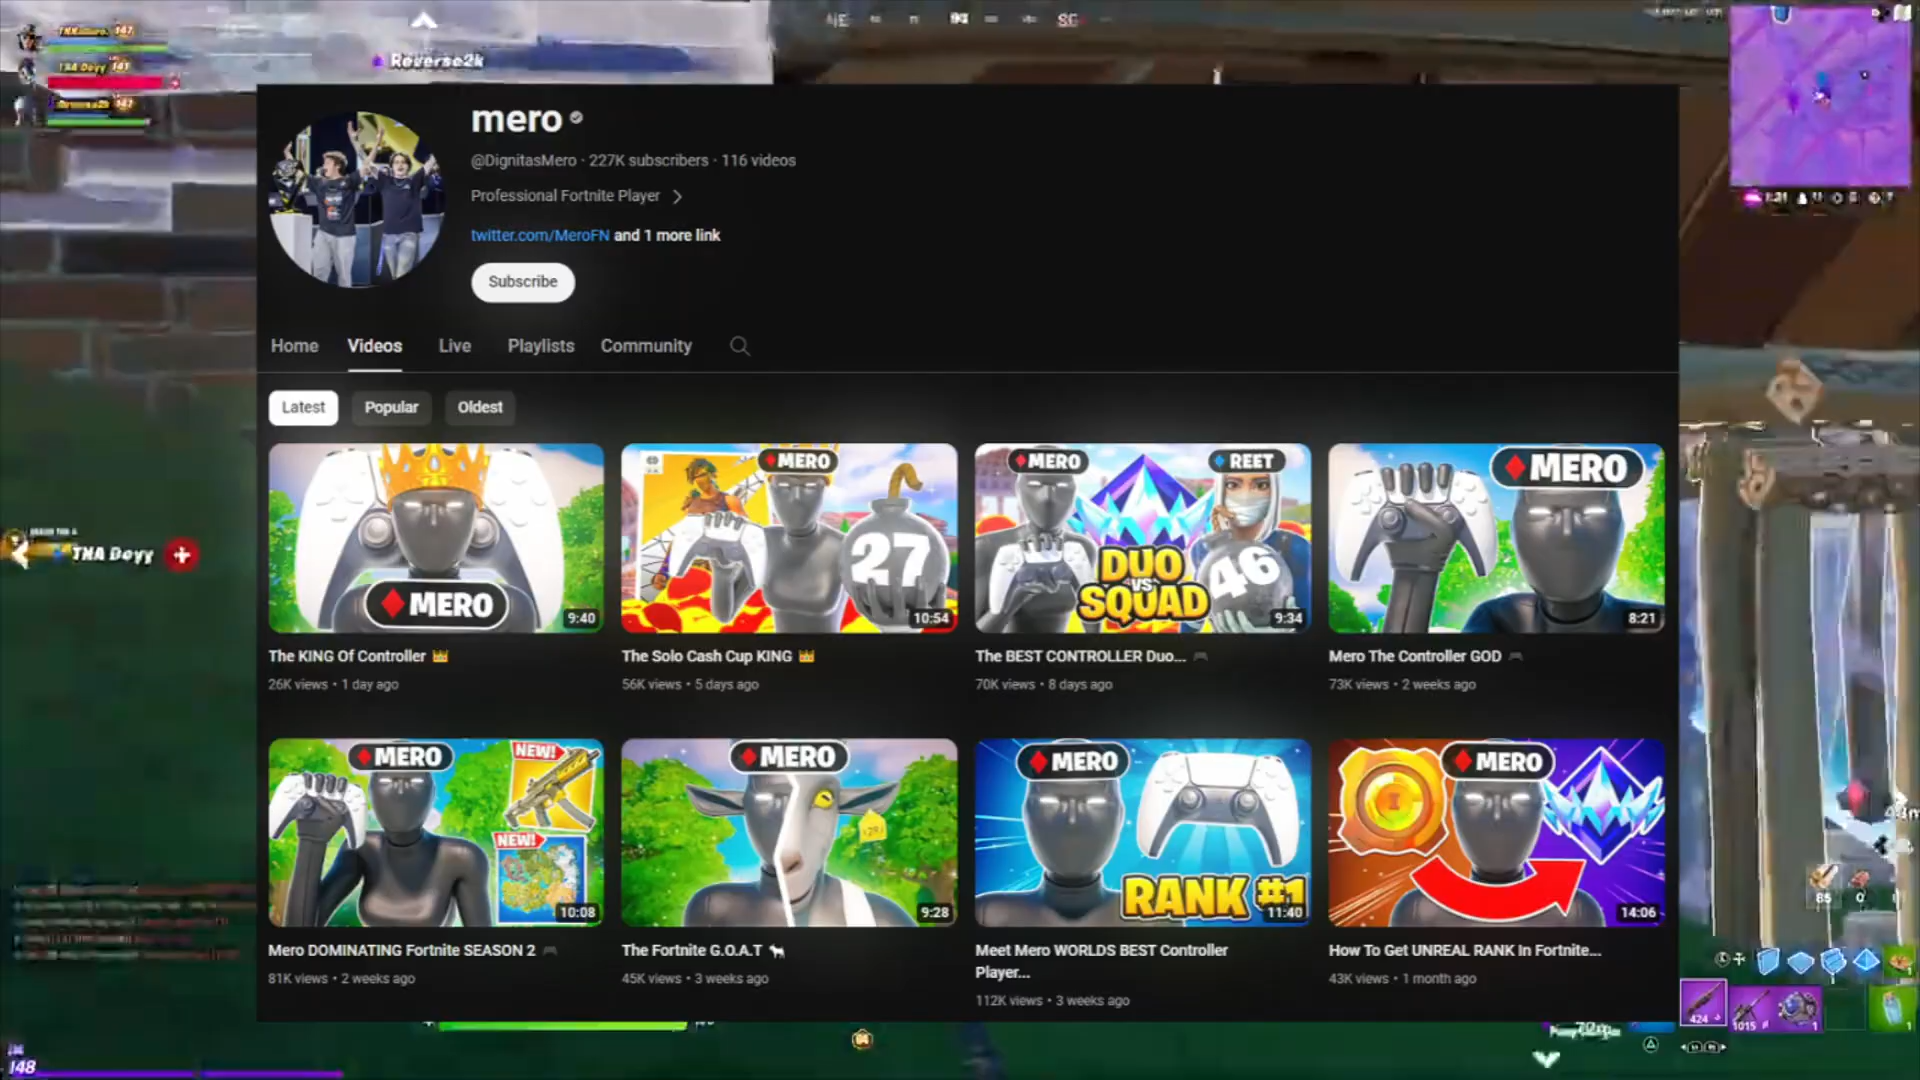 Reverse2k
mero
@DignitasMero · 227K subscribers · 116 videos
Professional Fortnite Player
twitter.com/MeroFN and 1 more link
Subscribe
Home Videos Live Playlists Community
Latest Popular Oldest
MERO
9:40
MERO
27
10:54
MERO
REET
DUO
VS
SQUAD
46
9:34
MERO
8:21
The KING Of Controller
The Solo Cash Cup KING
The BEST CONTROLLER Duo...
Mero The Controller GOD
26K views • 1 day ago
56K views • 5 days ago
70K views • 8 days ago
73K views • 2 weeks ago
TNA Deyy
MERO
NEW!
NEW!
10:08
MERO
9:28
MERO
RANK #1
11:40
MERO
14:06
Mero DOMINATING Fortnite SEASON 2
The Fortnite G.O.A.T
Meet Mero WORLDS BEST Controller
Player...
How To Get UNREAL RANK In Fortnite...
81K views • 2 weeks ago
45K views • 3 weeks ago
112K views • 3 weeks ago
43K views • 1 month ago
85
0
424
1015
1
148